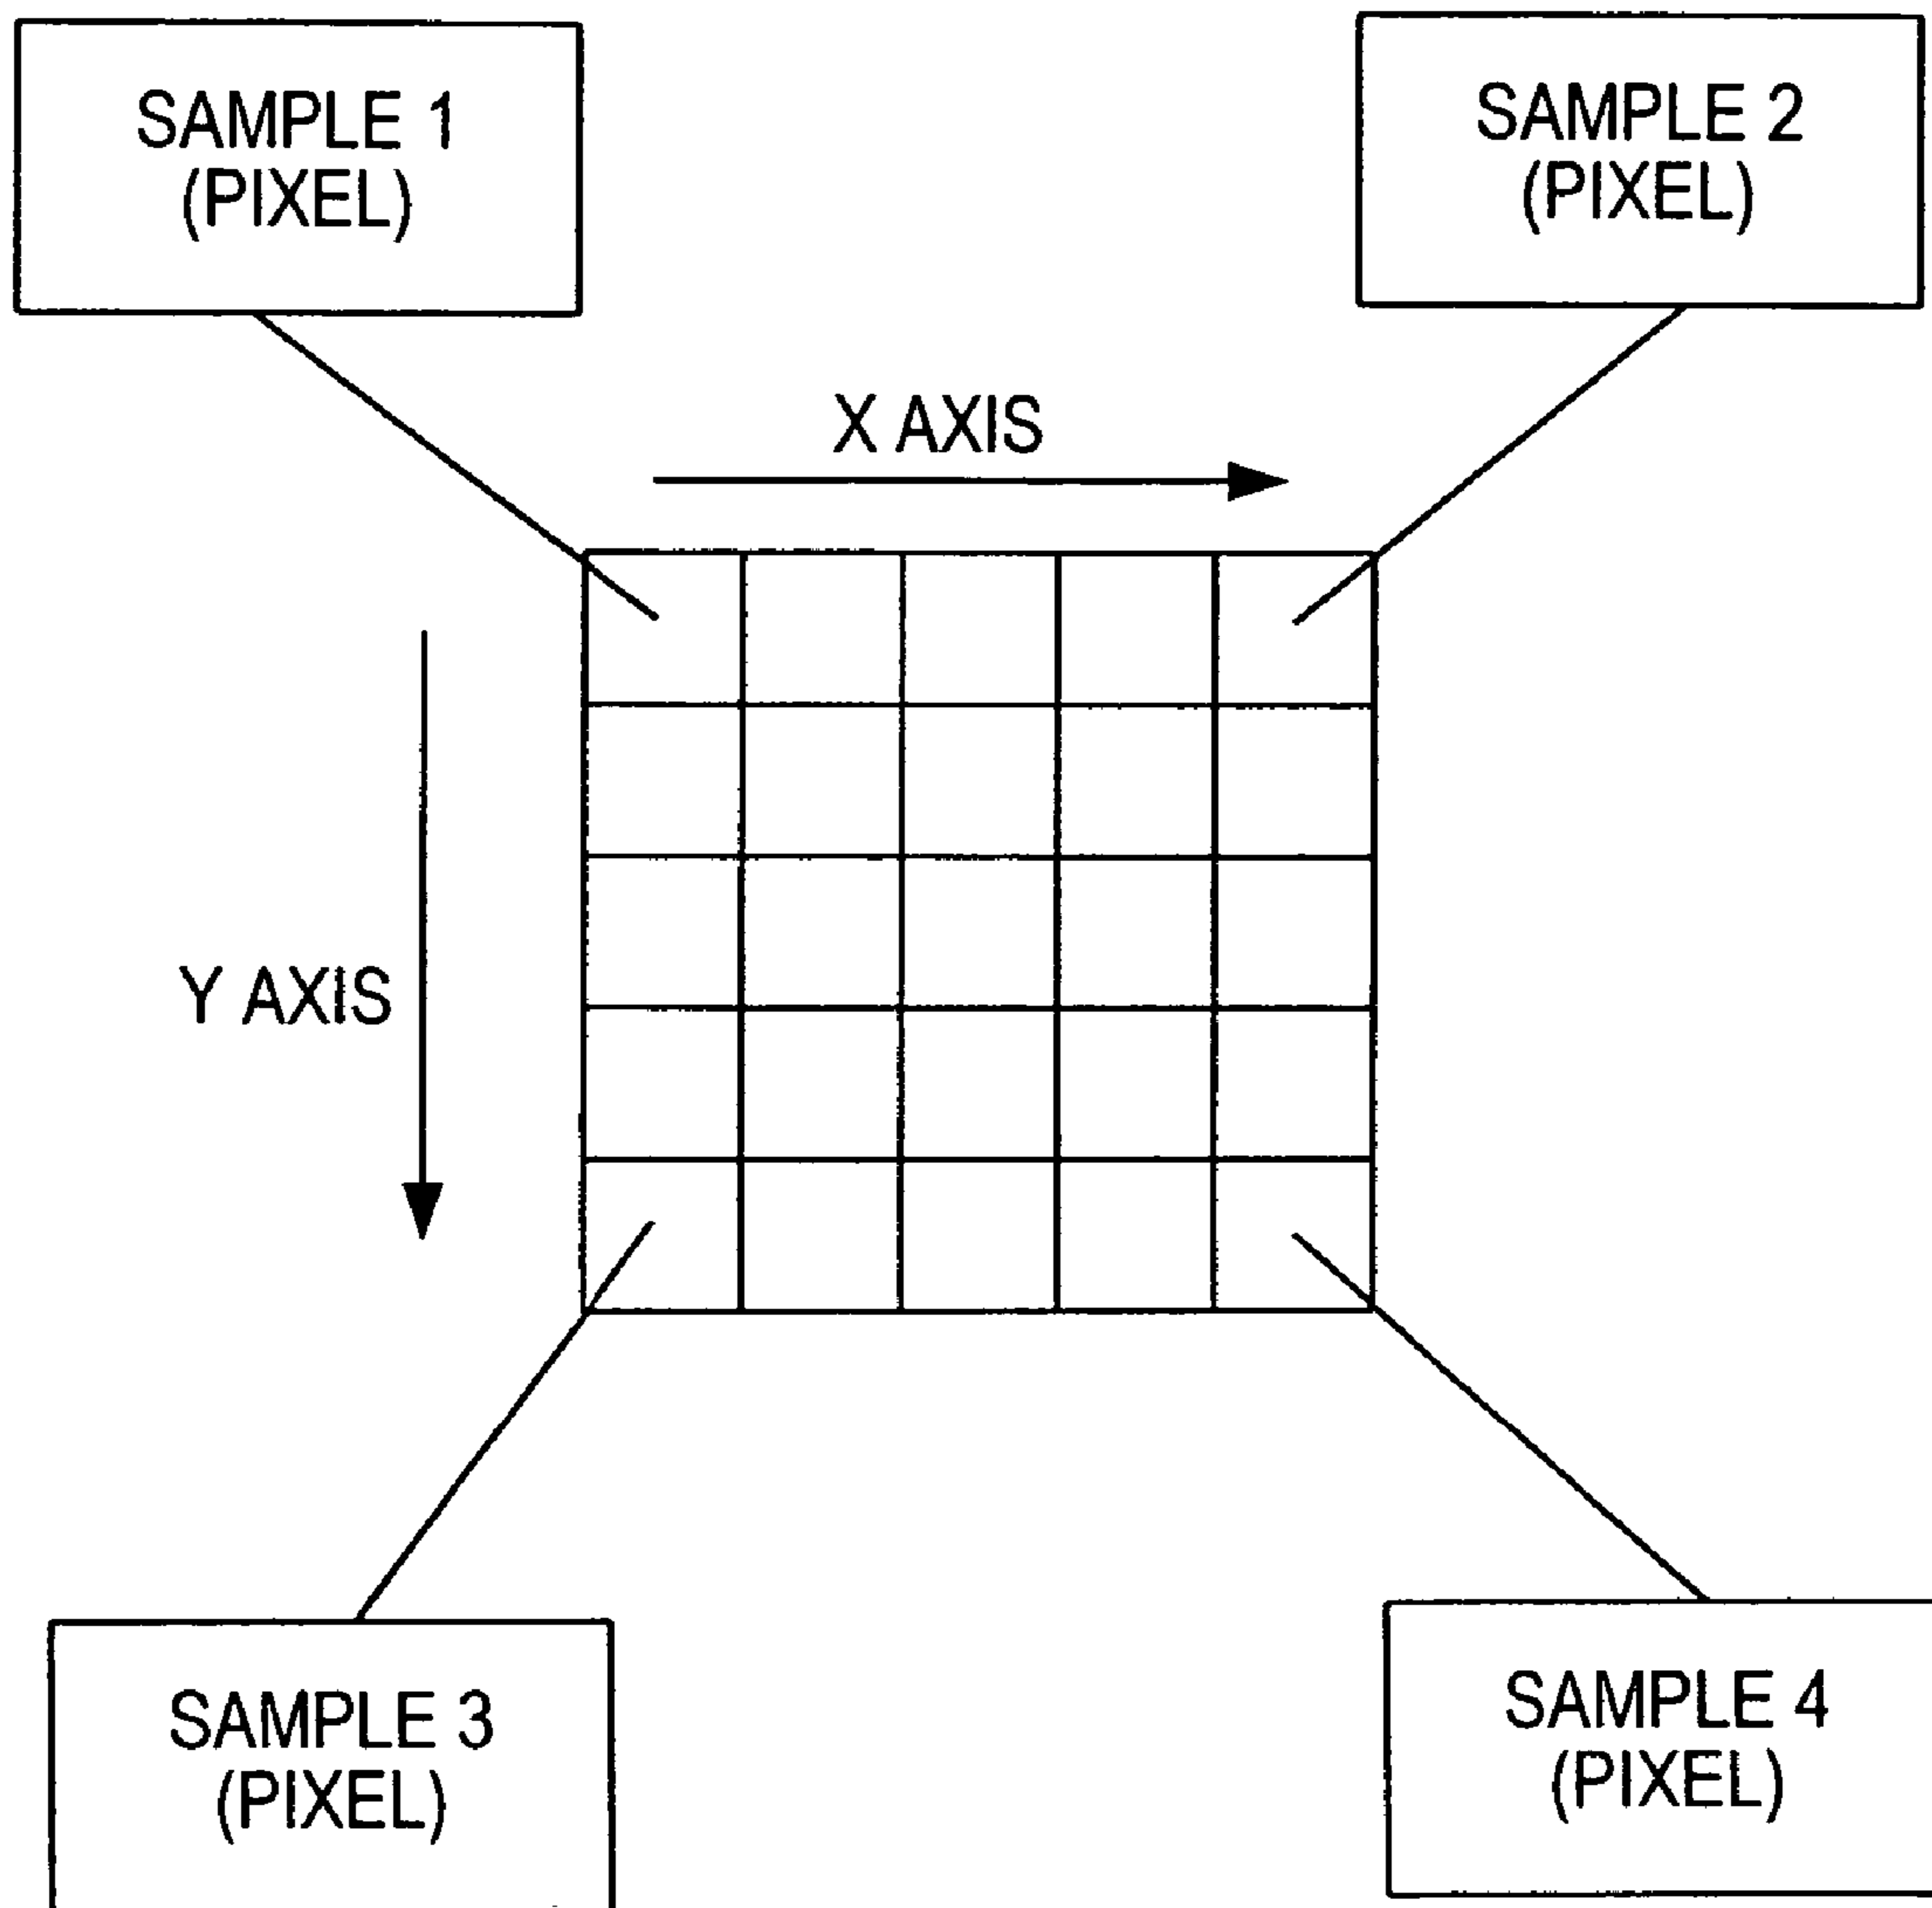 SAMPLE 1
(PIXEL)
SAMPLE 2
(PIXEL)
X AXIS
Y AXIS
SAMPLE 3
(PIXEL)
SAMPLE 4
(PIXEL)